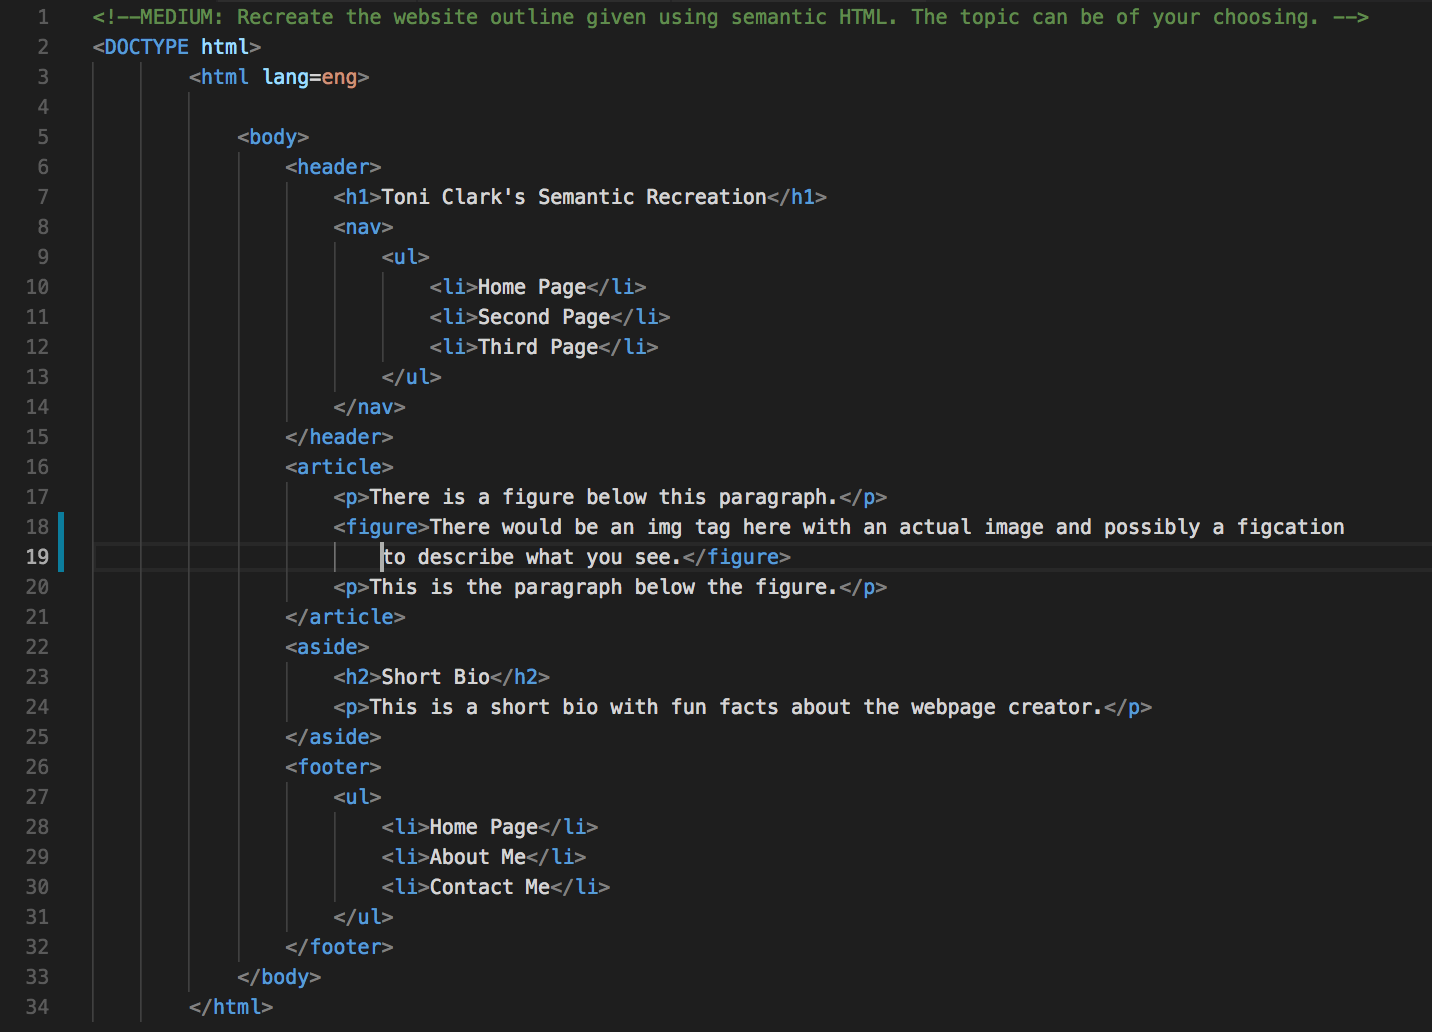 1 <!--MEDIUM: Recreate the website outline given using semantic HTML. The topic can be of your choosing. -->
2 <DOCTYPE html>
3 <html lang=eng>
4
5 <body>
6 <header>
7 <h1>Toni Clark's Semantic Recreation</h1>
8 <nav>
9 <ul>
10 <li>Home Page</li>
11 <li>Second Page</li>
12 <li>Third Page</li>
13 </ul>
14 </nav>
15 </header>
16 <article>
17 <p>There is a figure below this paragraph.</p>
18 <figure>There would be an img tag here with an actual image and possibly a figcation
19 to describe what you see.</figure>
20 <p>This is the paragraph below the figure.</p>
21 </article>
22 <aside>
23 <h2>Short Bio</h2>
24 <p>This is a short bio with fun facts about the webpage creator.</p>
25 </aside>
26 <footer>
27 <ul>
28 <li>Home Page</li>
29 <li>About Me</li>
30 <li>Contact Me</li>
31 </ul>
32 </footer>
33 </body>
34 </html>